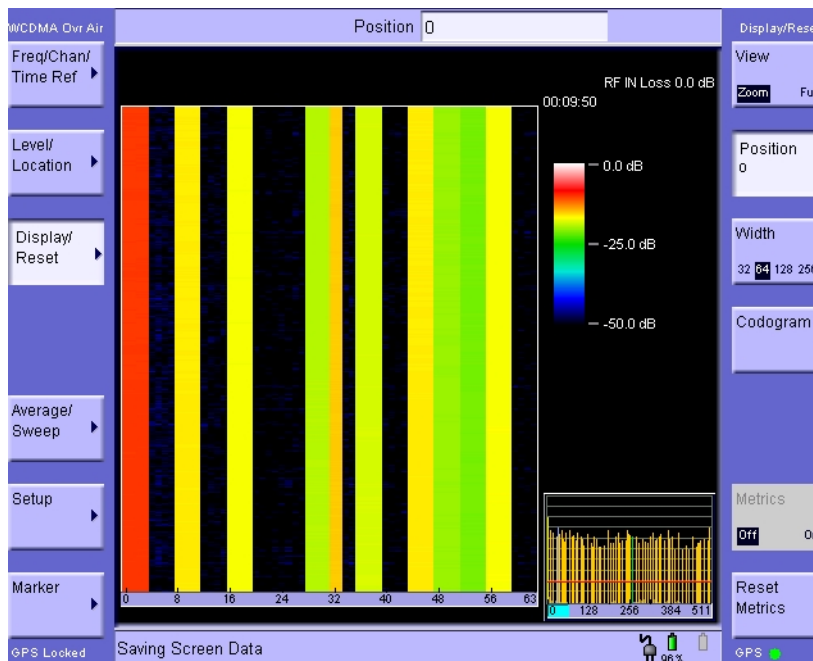 WCDMA Ovr Air
Position 0
Display/Rese
Freq/Chan/
Time Ref
Level/
Location
Display/
Reset
Average/
Sweep
Setup
Marker
GPS Locked
RF IN Loss 0.0 dB
00:09:50
0.0 dB
-25.0 dB
-50.0 dB
0 8 16 24 32 40 48 56 63
0 128 256 384 511
Saving Screen Data
96%
View
Zoom Fu
Position
0
Width
32 64 128 256
Codogram
Metrics
Off O
Reset
Metrics
GPS